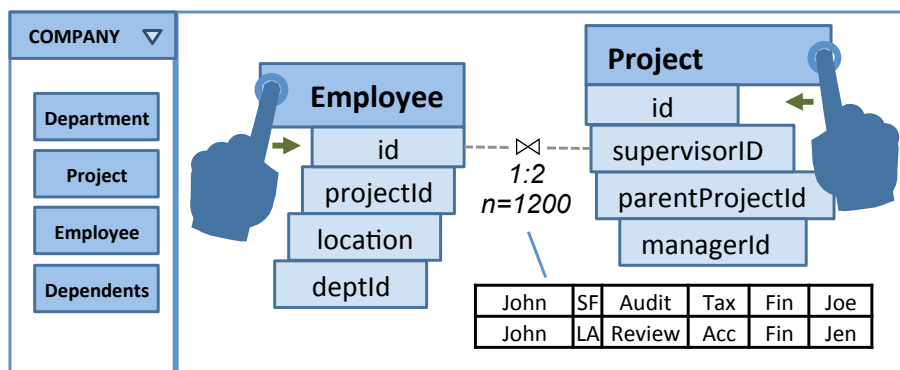 COMPANY
Department
Project
Employee
Dependents
Employee
id
projectId
location
deptId
⋈
1:2
n=1200
Project
id
supervisorID
parentProjectId
managerId
John SF Audit Tax Fin Joe
John LA Review Acc Fin Jen